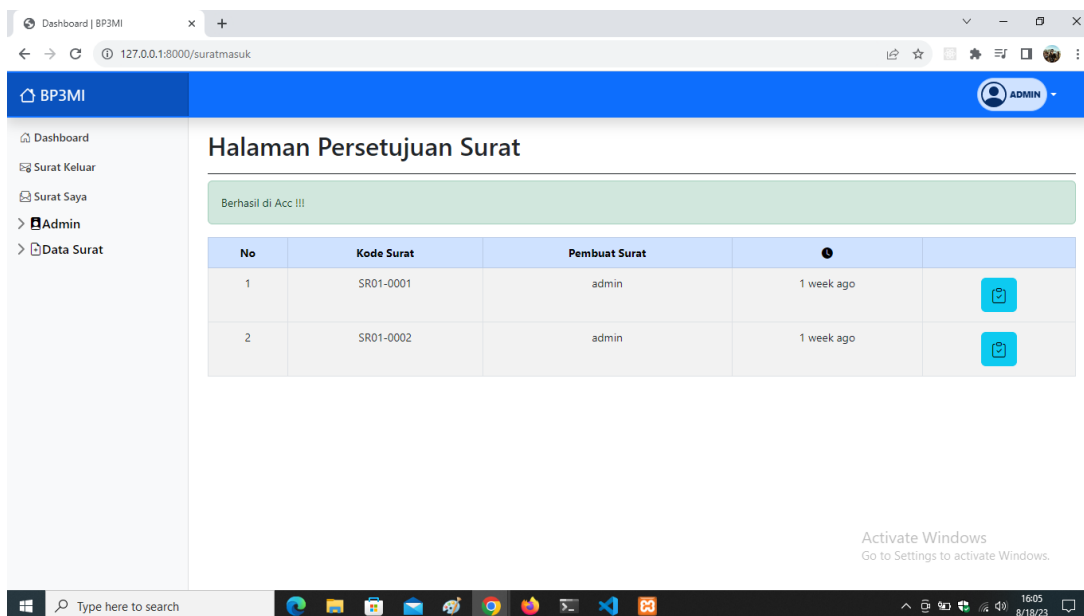 Dashboard | BP3MI
127.0.0.1:8000/suratmasuk
BP3MI
ADMIN
Dashboard
Surat Keluar
Surat Saya
Admin
Data Surat
Halaman Persetujuan Surat
Berhasil di Acc !!!
No Kode Surat Pembuat Surat
1 SR01-0001 admin 1 week ago
2 SR01-0002 admin 1 week ago
Activate Windows
Go to Settings to activate Windows.
Type here to search
16:05
8/18/23